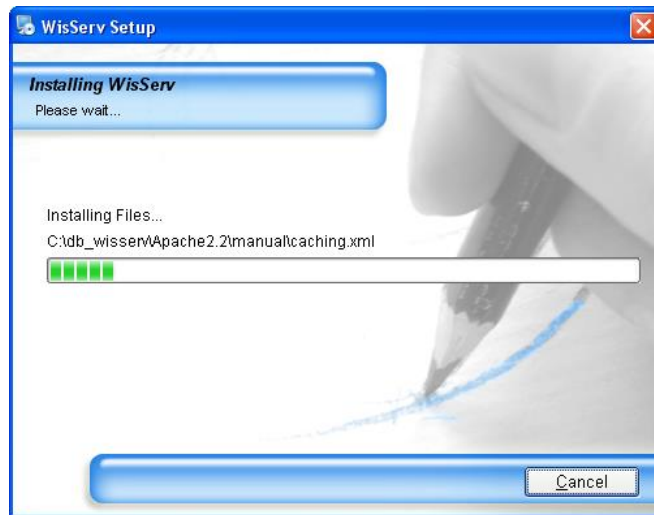 WisServ Setup
Installing WisServ
Please wait...
Installing Files...
C:\db_wisserv\Apache2.2\manual\caching.xml
Cancel